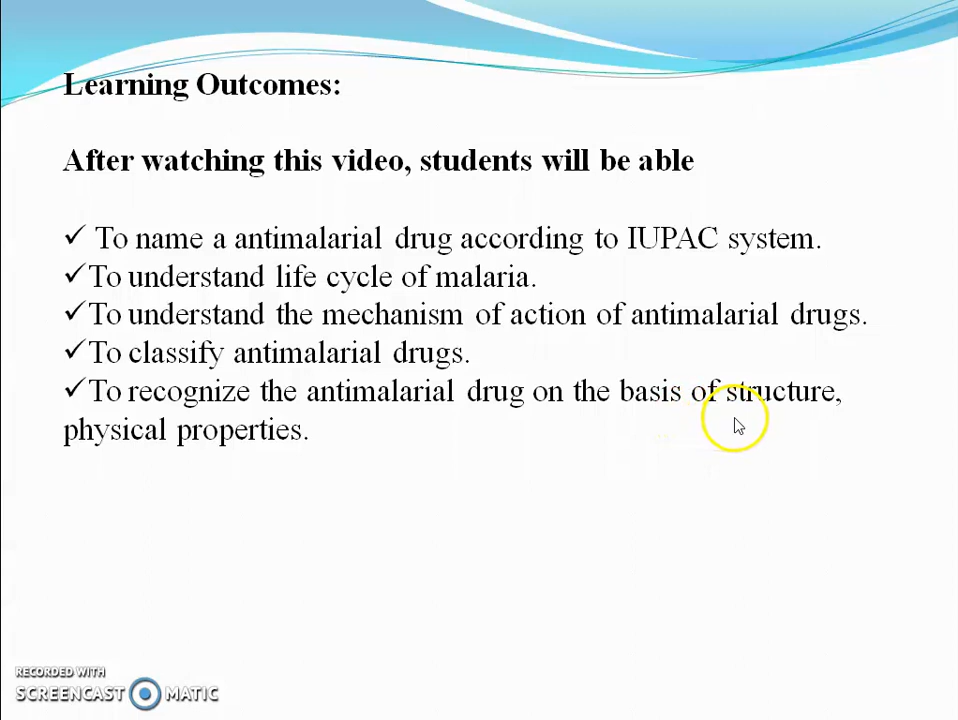 Learning Outcomes:
After watching this video, students will be able
✓ To name a antimalarial drug according to IUPAC system.
✓To understand life cycle of malaria.
✓To understand the mechanism of action of antimalarial drugs.
✓To classify antimalarial drugs.
✓To recognize the antimalarial drug on the basis of structure,
physical properties.
RECORDED WITH
SCREENCAST MATIC